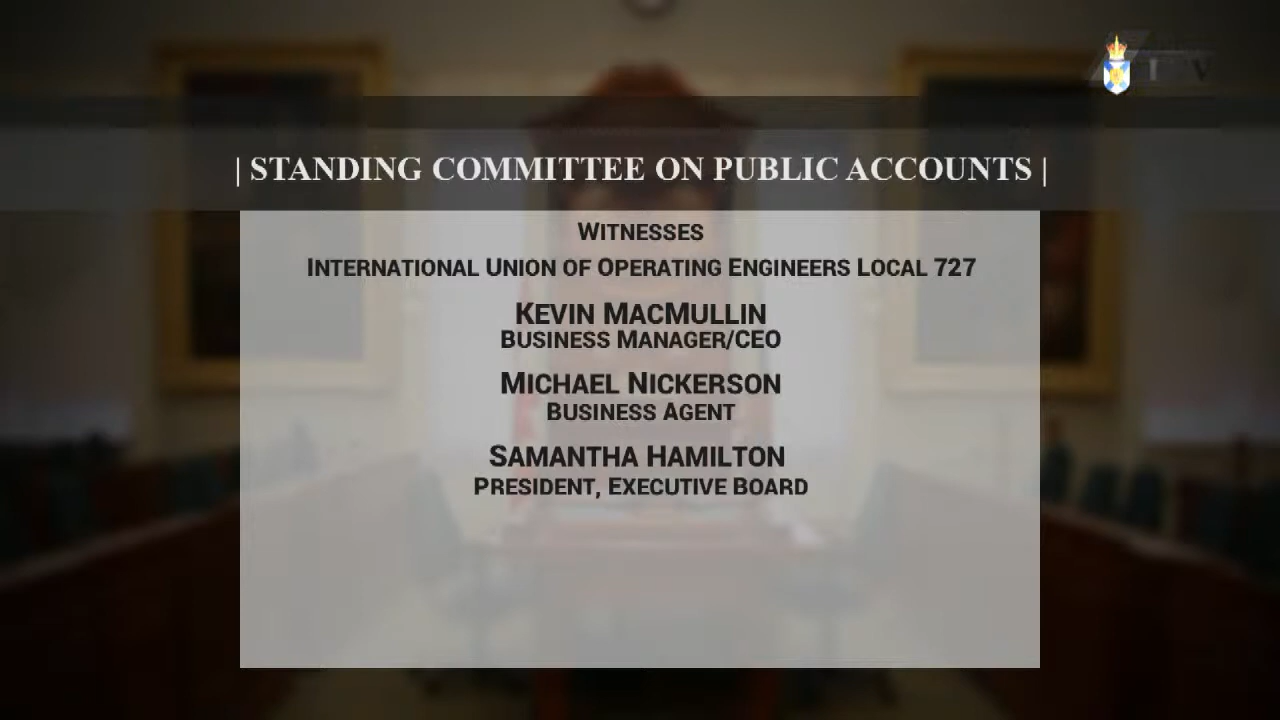 | STANDING COMMITTEE ON PUBLIC ACCOUNTS |
WITNESSES
INTERNATIONAL UNION OF OPERATING ENGINEERS LOCAL 727
KEVIN MACMULLIN
BUSINESS MANAGER/CEO
MICHAEL NICKERSON
BUSINESS AGENT
SAMANTHA HAMILTON
PRESIDENT, EXECUTIVE BOARD